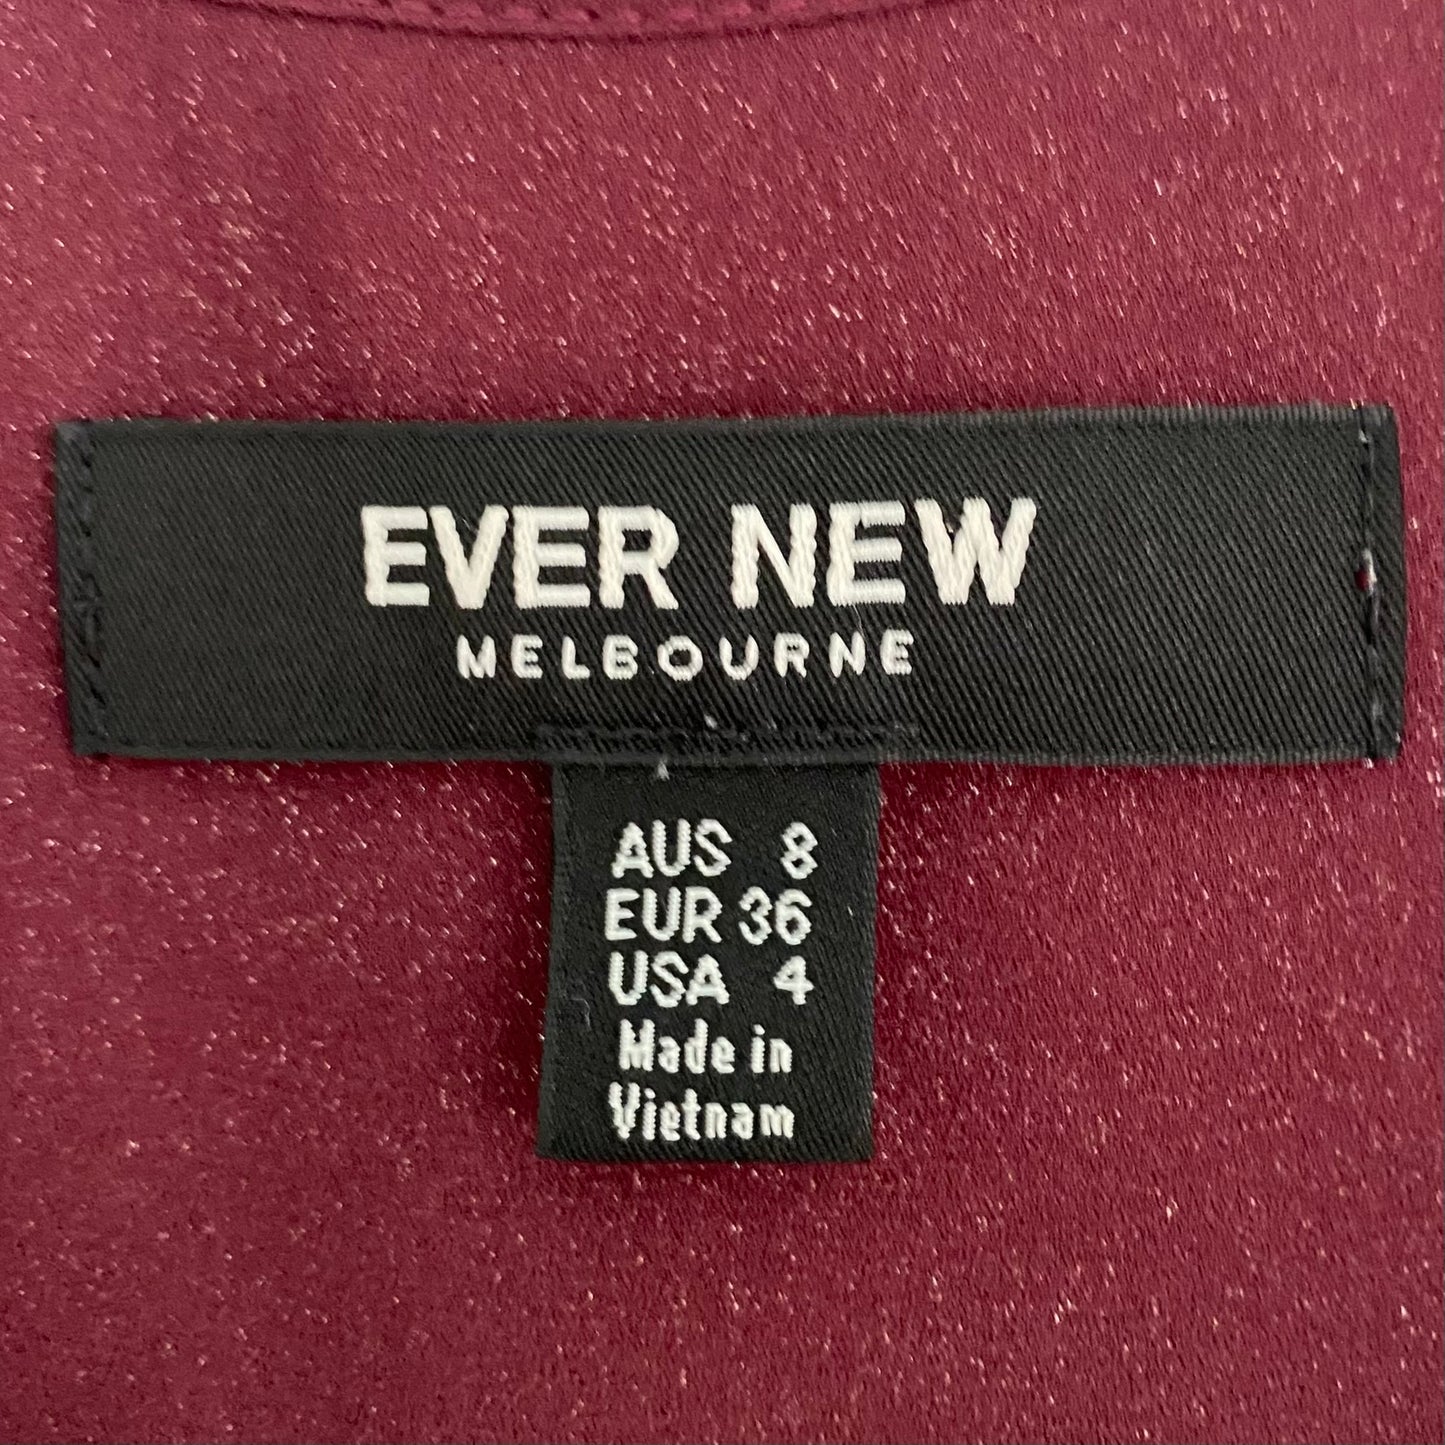 EVER NEW
MELBOURNE
AUS 8
EUR 36
USA 4
Made in
Vietnam